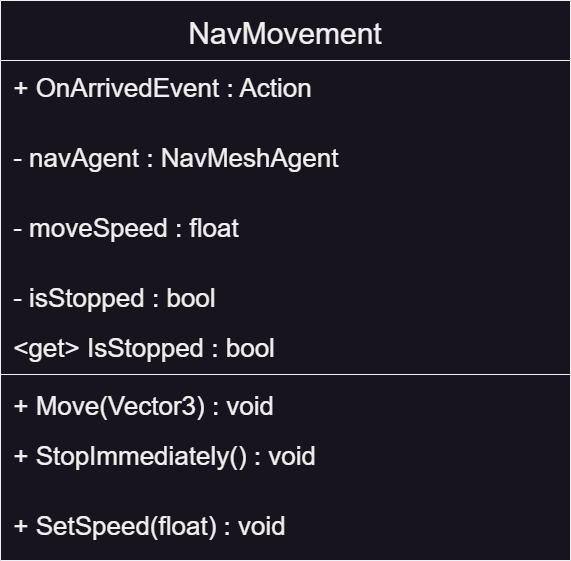 NavMovement
+ OnArrivedEvent : Action
- navAgent : NavMeshAgent
- moveSpeed : float
- isStopped : bool
<get> IsStopped : bool
+ Move(Vector3) : void
+ StopImmediately() : void
+ SetSpeed(float) : void